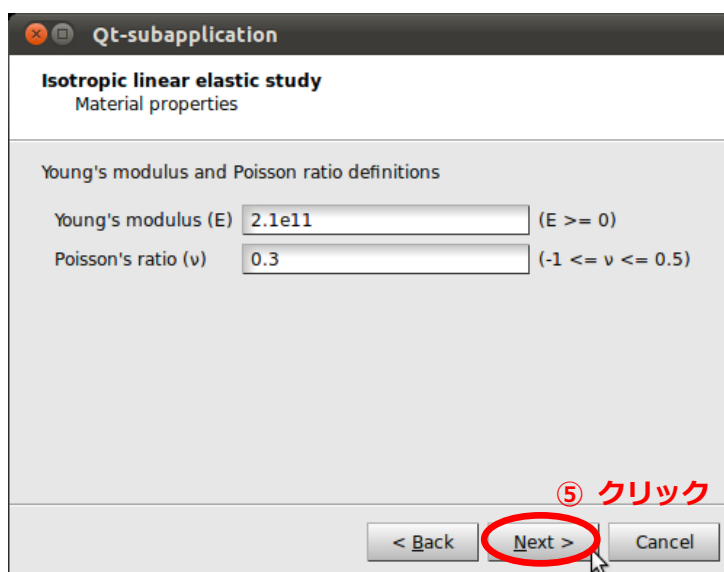 Qt-subapplication
Isotropic linear elastic study
Material properties
Young's modulus and Poisson ratio definitions
Young's modulus (E) 2.1e11 (E >= 0)
Poisson's ratio (ν) 0.3 (-1 <= ν <= 0.5)
⑤ クリック
< Back Next > Cancel